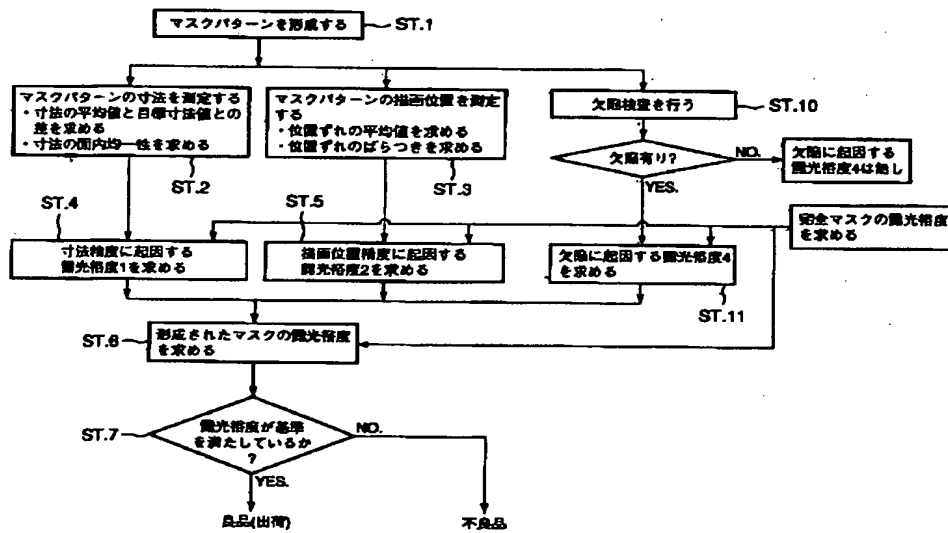 マスクパターンを形成する
ST.1
マスクパターンの寸法を測定する
・寸法の平均値と目標寸法値との
差を求める
・寸法の面内均一性を求める
ST.2
マスクパターンの描画位置を測定
する
・位置ずれの平均値を求める
・位置ずれのばらつきを求める
ST.3
欠陥検査を行う
ST.10
欠陥有り?
NO.
YES.
欠陥に起因する
露光裕度4は無し
完全マスクの露光裕度
を求める
ST.4
寸法精度に起因する
露光裕度1を求める
ST.5
描画位置精度に起因する
露光裕度2を求める
欠陥に起因する露光裕度4
を求める
ST.11
ST.6
形成されたマスクの露光裕度
を求める
ST.7
露光裕度が基準
を満たしているか
?
NO.
YES.
良品(出荷)
不良品